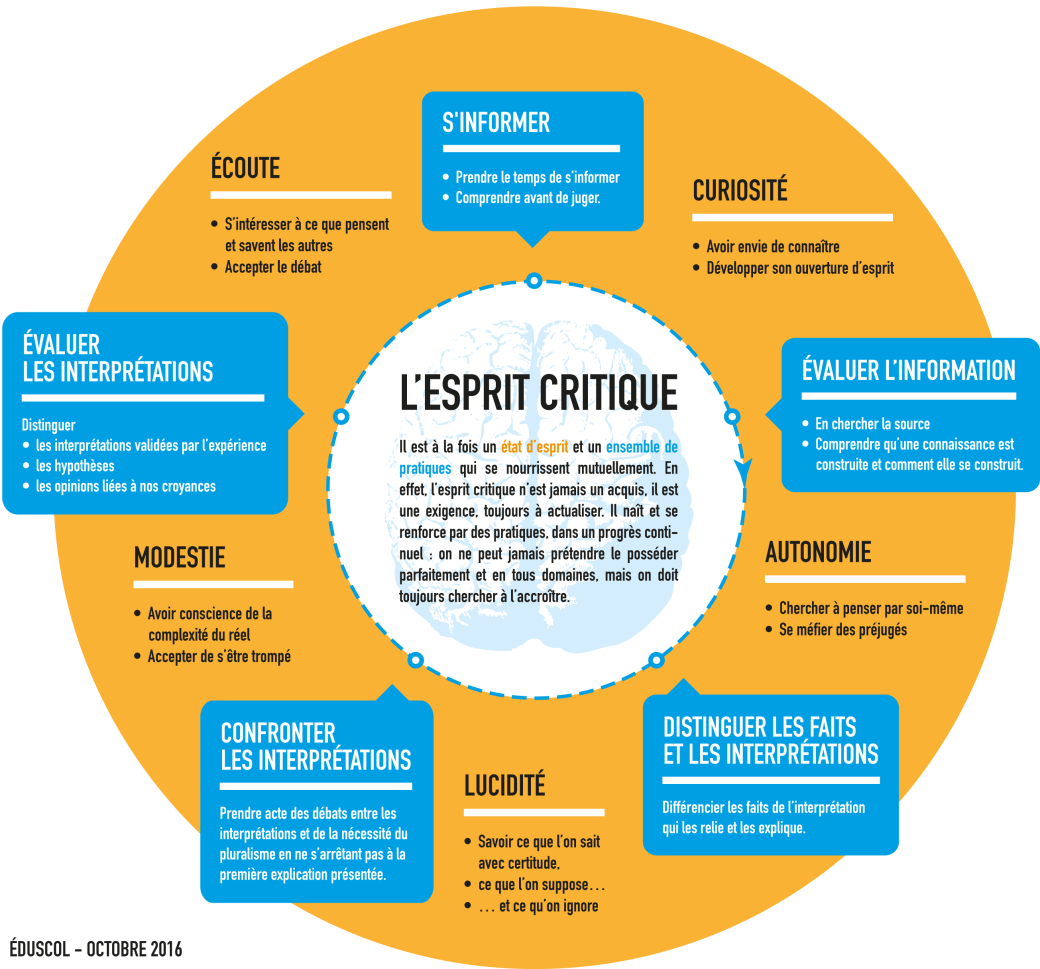 S'INFORMER
• Prendre le temps de s'informer
• Comprendre avant de juger.
CURIOSITÉ
• Avoir envie de connaître
• Développer son ouverture d'esprit
ÉVALUER L'INFORMATION
• En chercher la source
• Comprendre qu'une connaissance est
construite et comment elle se construit.
AUTONOMIE
• Chercher à penser par soi-même
• Se méfier des préjugés
DISTINGUER LES FAITS
ET LES INTERPRÉTATIONS
Différencier les faits de l'interprétation
qui les relie et les explique.
LUCIDITÉ
• Savoir ce que l'on sait
avec certitude,
• ce que l'on suppose...
• ... et ce qu'on ignore
CONFRONTER
LES INTERPRÉTATIONS
Prendre acte des débats entre les
interprétations et de la nécessité du
pluralisme en ne s'arrêtant pas à la
première explication présentée.
MODESTIE
• Avoir conscience de la
complexité du réel
• Accepter de s'être trompé
ÉVALUER
LES INTERPRÉTATIONS
Distinguer
• les interprétations validées par l'expérience
• les hypothèses
• les opinions liées à nos croyances
ÉCOUTE
• S'intéresser à ce que pensent
et savent les autres
• Accepter le débat
L'ESPRIT CRITIQUE
Il est à la fois un état d'esprit et un ensemble de
pratiques qui se nourrissent mutuellement. En
effet, l'esprit critique n'est jamais un acquis, il est
une exigence, toujours à actualiser. Il naît et se
renforce par des pratiques, dans un progrès conti-
nuel : on ne peut jamais prétendre le posséder
parfaitement et en tous domaines, mais on doit
toujours chercher à l'accroître.
ÉDUSCOL - OCTOBRE 2016